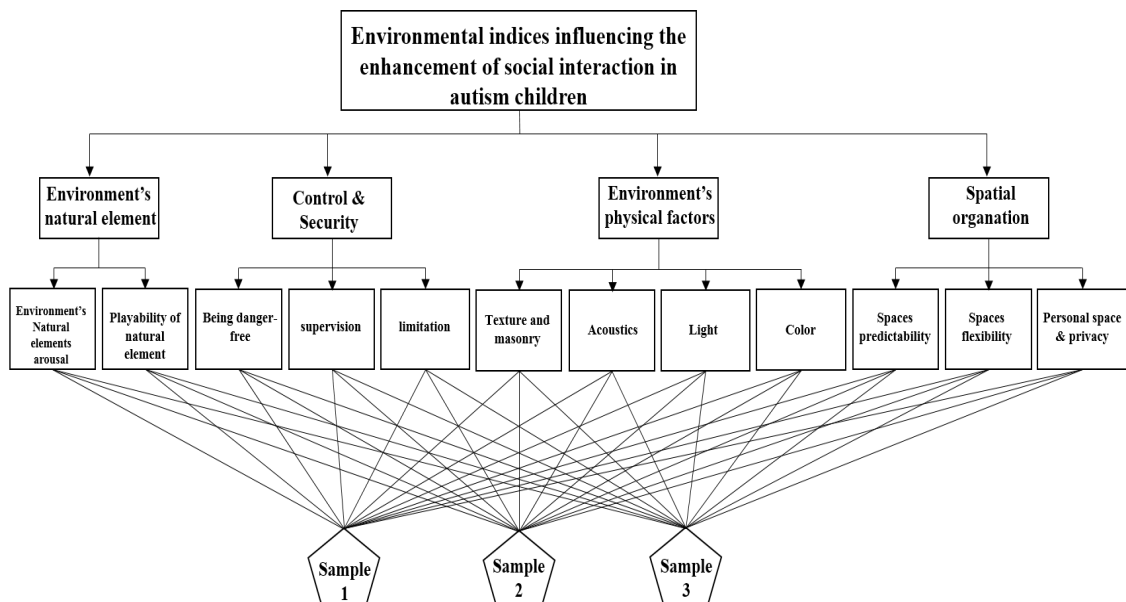 Environmental indices influencing the
enhancement of social interaction in
autism children
Environment's
natural element
Control &
Security
Environment's
physical factors
Spatial
organation
Environment's
Natural
elements
arousal
Playability of
natural
element
Being danger-
free
supervision
limitation
Texture and
masonry
Acoustics
Light
Color
Spaces
predictability
Spaces
flexibility
Personal space
& privacy
Sample
1
Sample
2
Sample
3